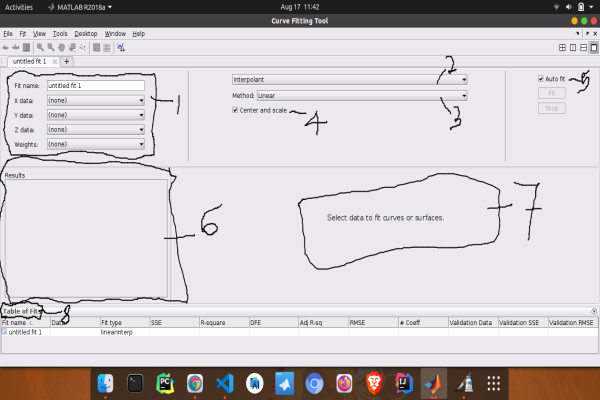 Activities MATLAB R2018a Aug 17 11:42
Curve Fitting Tool
File Fit View Tools Desktop Window Help
untitled fit 1 × +
Fit name: untitled fit 1
X data: (none)
Y data: (none)
Z data: (none)
Weights: (none)
1
Interpolant
Method: Linear
Center and scale
2
3
4
Auto fit
5
Fit
Stop
Results
6
Select data to fit curves or surfaces.
7
Table of Fits
8
Fit name Data Fit type SSE R-square DFE Adj R-sq RMSE # Coeff Validation Data Validation SSE Validation RMSE
untitled fit 1 linearinterp
PC
IJ